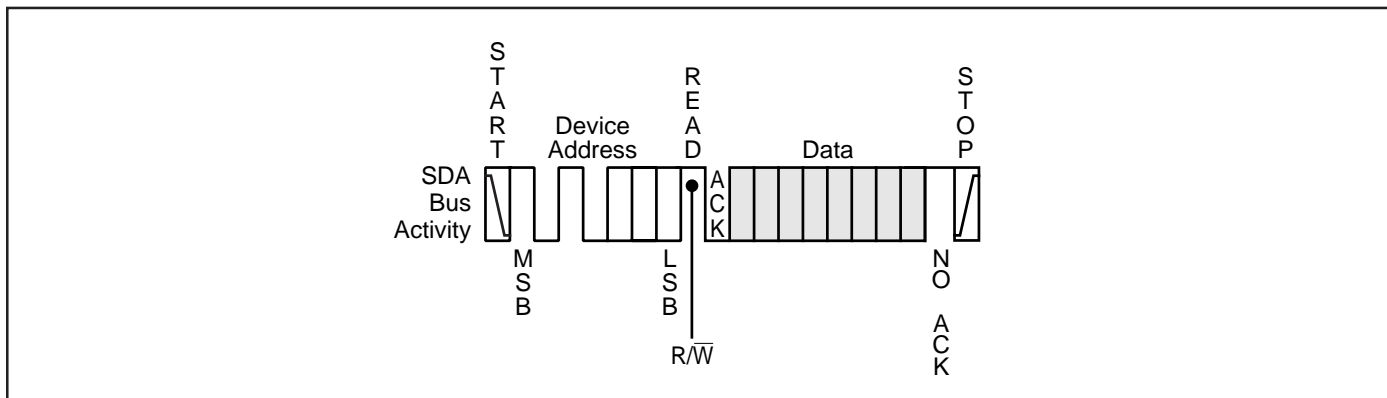 START
READ
STOP
Device
Address
Data
SDA
Bus
Activity
ACK
MSB
LSB
NO ACK
R/W̅